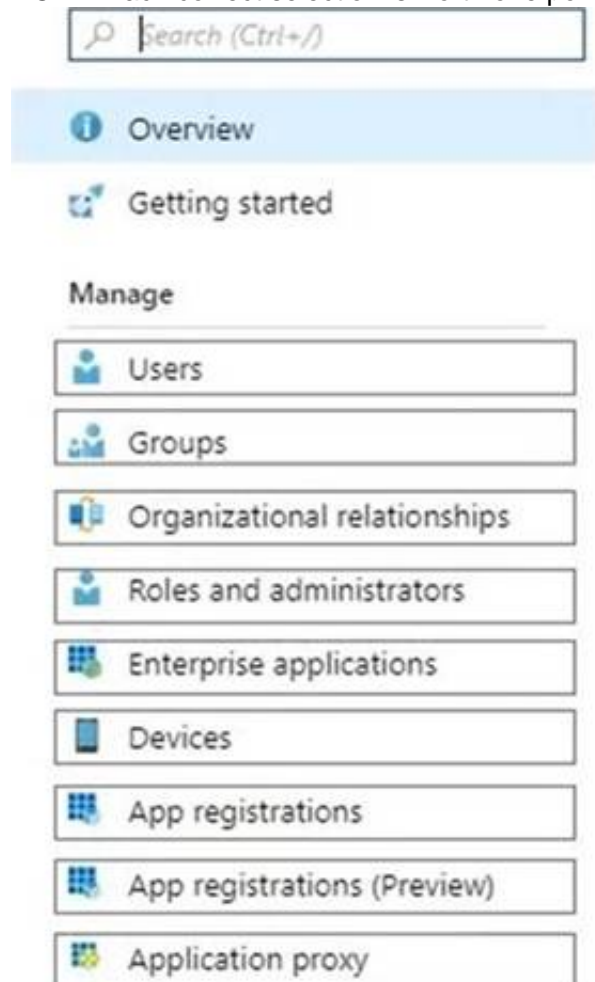 Search (Ctrl+/)
Overview
Getting started
Manage
Users
Groups
Organizational relationships
Roles and administrators
Enterprise applications
Devices
App registrations
App registrations (Preview)
Application proxy